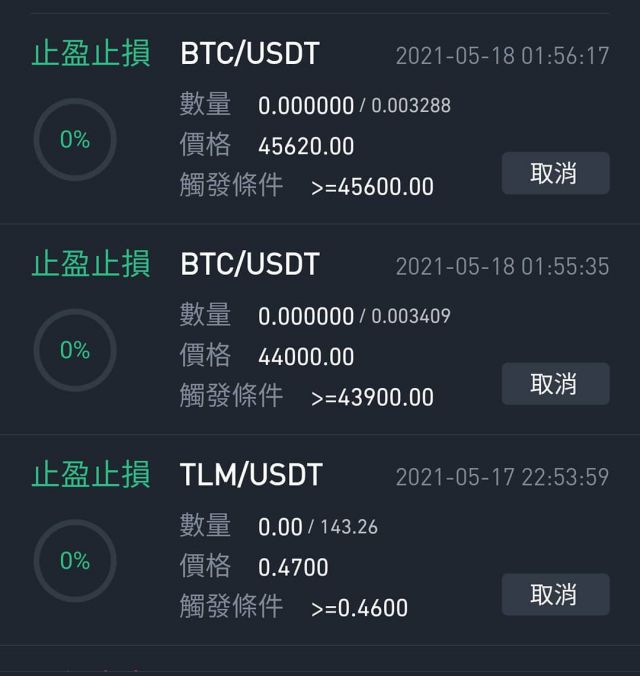 止盈止損 BTC/USDT 2021-05-18 01:56:17
數量 0.000000 / 0.003288
0%
價格 45620.00
觸發條件 >=45600.00
取消
止盈止損 BTC/USDT 2021-05-18 01:55:35
數量 0.000000 / 0.003409
0%
價格 44000.00
觸發條件 >=43900.00
取消
止盈止損 TLM/USDT 2021-05-17 22:53:59
數量 0.00 / 143.26
0%
價格 0.4700
觸發條件 >=0.4600
取消